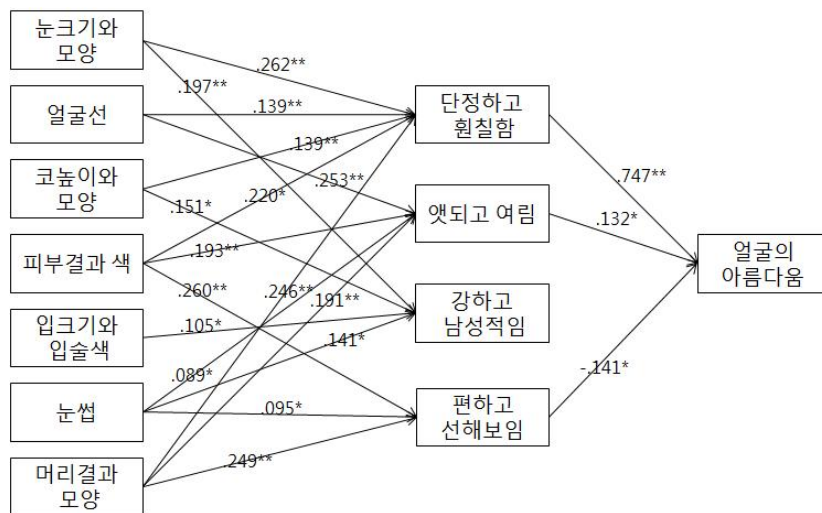 눈크기와
모양
.262**
.197**
얼굴선
.139**
단정하고
훤칠함
.139**
코높이와
모양
.747**
.253**
.220*
.151*
앳되고 여림
.132*
피부결과 색
.193**
얼굴의
아름다움
.260**
.246**
.191**
입크기와
입술색
.105*
강하고
남성적임
.141*
.089*
-.141*
눈썹
.095*
편하고
선해보임
.249**
머리결과
모양